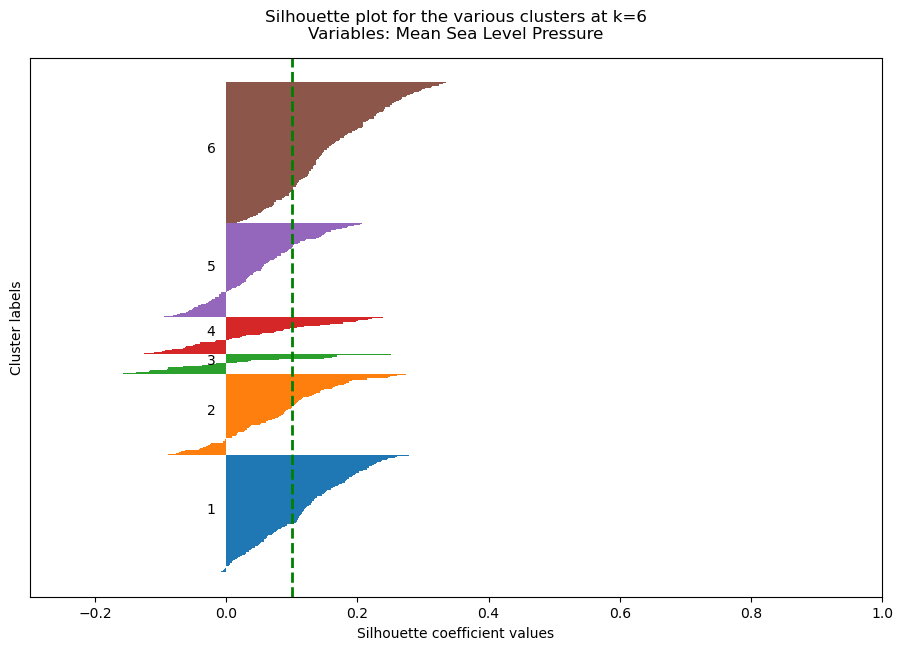 Silhouette plot for the various clusters at k=6
Variables: Mean Sea Level Pressure
Cluster labels
6
5
4
3
2
1
−0.2 0.0 0.2 0.4 0.6 0.8 1.0
Silhouette coefficient values